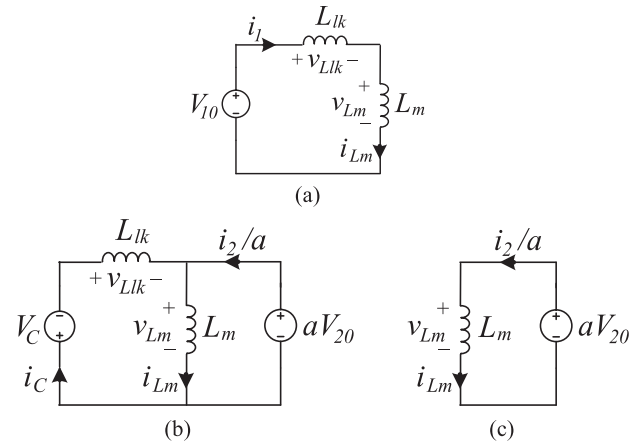 i1
Llk
+ vLlk −
V10
+
vLm Lm
−
iLm
(a)
Llk
i2/a
+ vLlk −
+
VC vLm Lm aV20
−
iC
iLm
(b)
i2/a
+
vLm Lm aV20
−
iLm
(c)